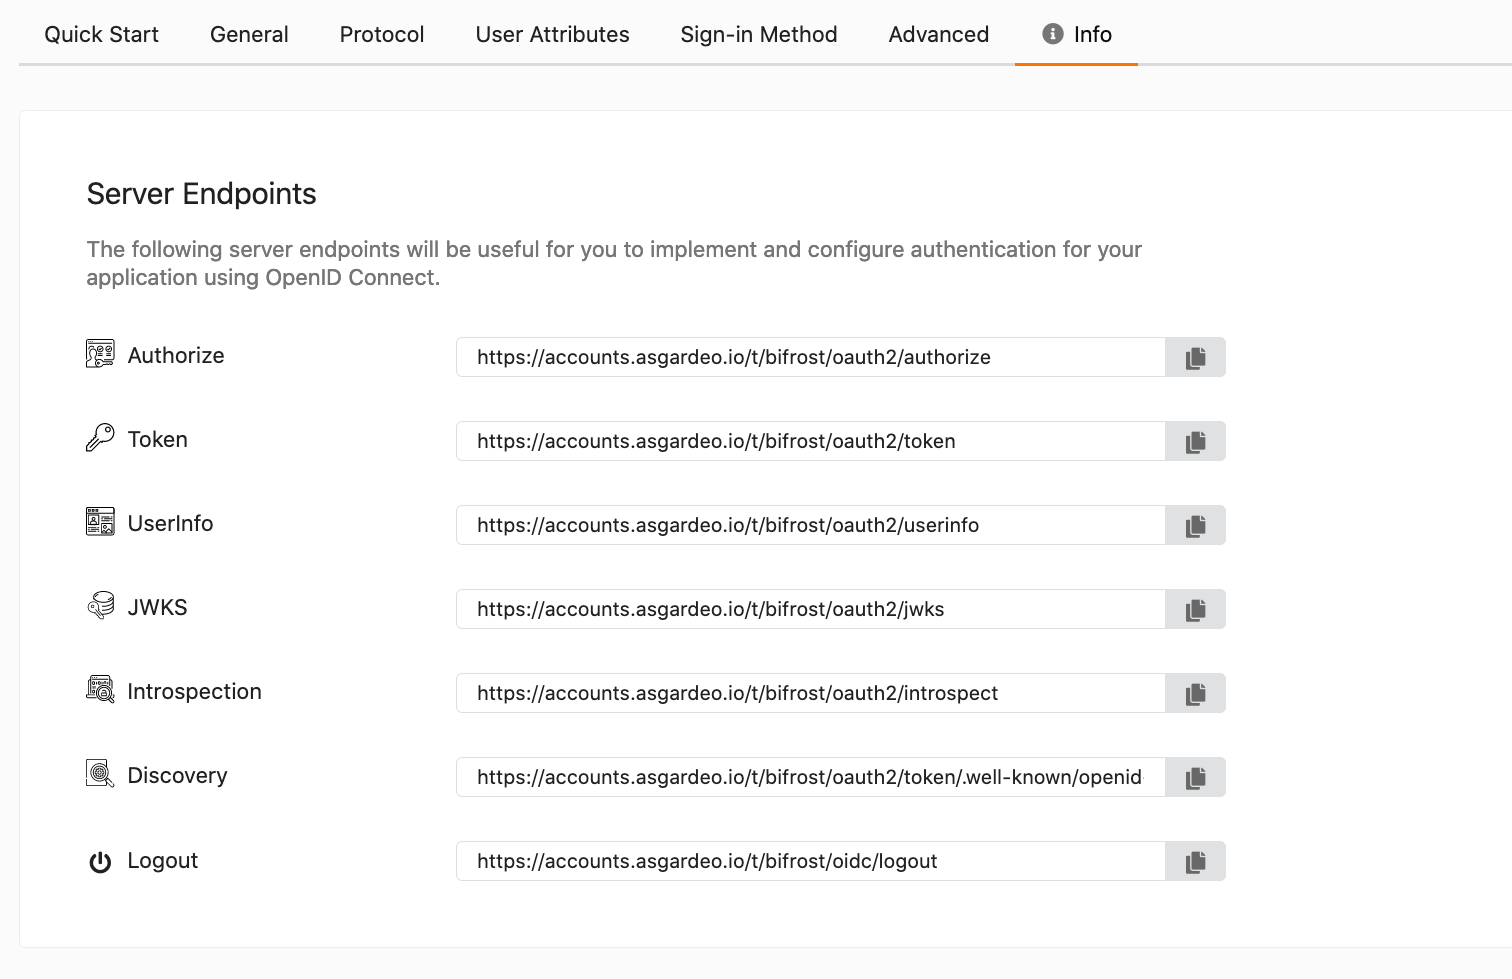 Quick Start General Protocol User Attributes Sign-in Method Advanced Info
Server Endpoints
The following server endpoints will be useful for you to implement and configure authentication for your
application using OpenID Connect.
Authorize https://accounts.asgardeo.io/t/bifrost/oauth2/authorize
Token https://accounts.asgardeo.io/t/bifrost/oauth2/token
UserInfo https://accounts.asgardeo.io/t/bifrost/oauth2/userinfo
JWKS https://accounts.asgardeo.io/t/bifrost/oauth2/jwks
Introspection https://accounts.asgardeo.io/t/bifrost/oauth2/introspect
Discovery https://accounts.asgardeo.io/t/bifrost/oauth2/token/.well-known/openid
Logout https://accounts.asgardeo.io/t/bifrost/oidc/logout